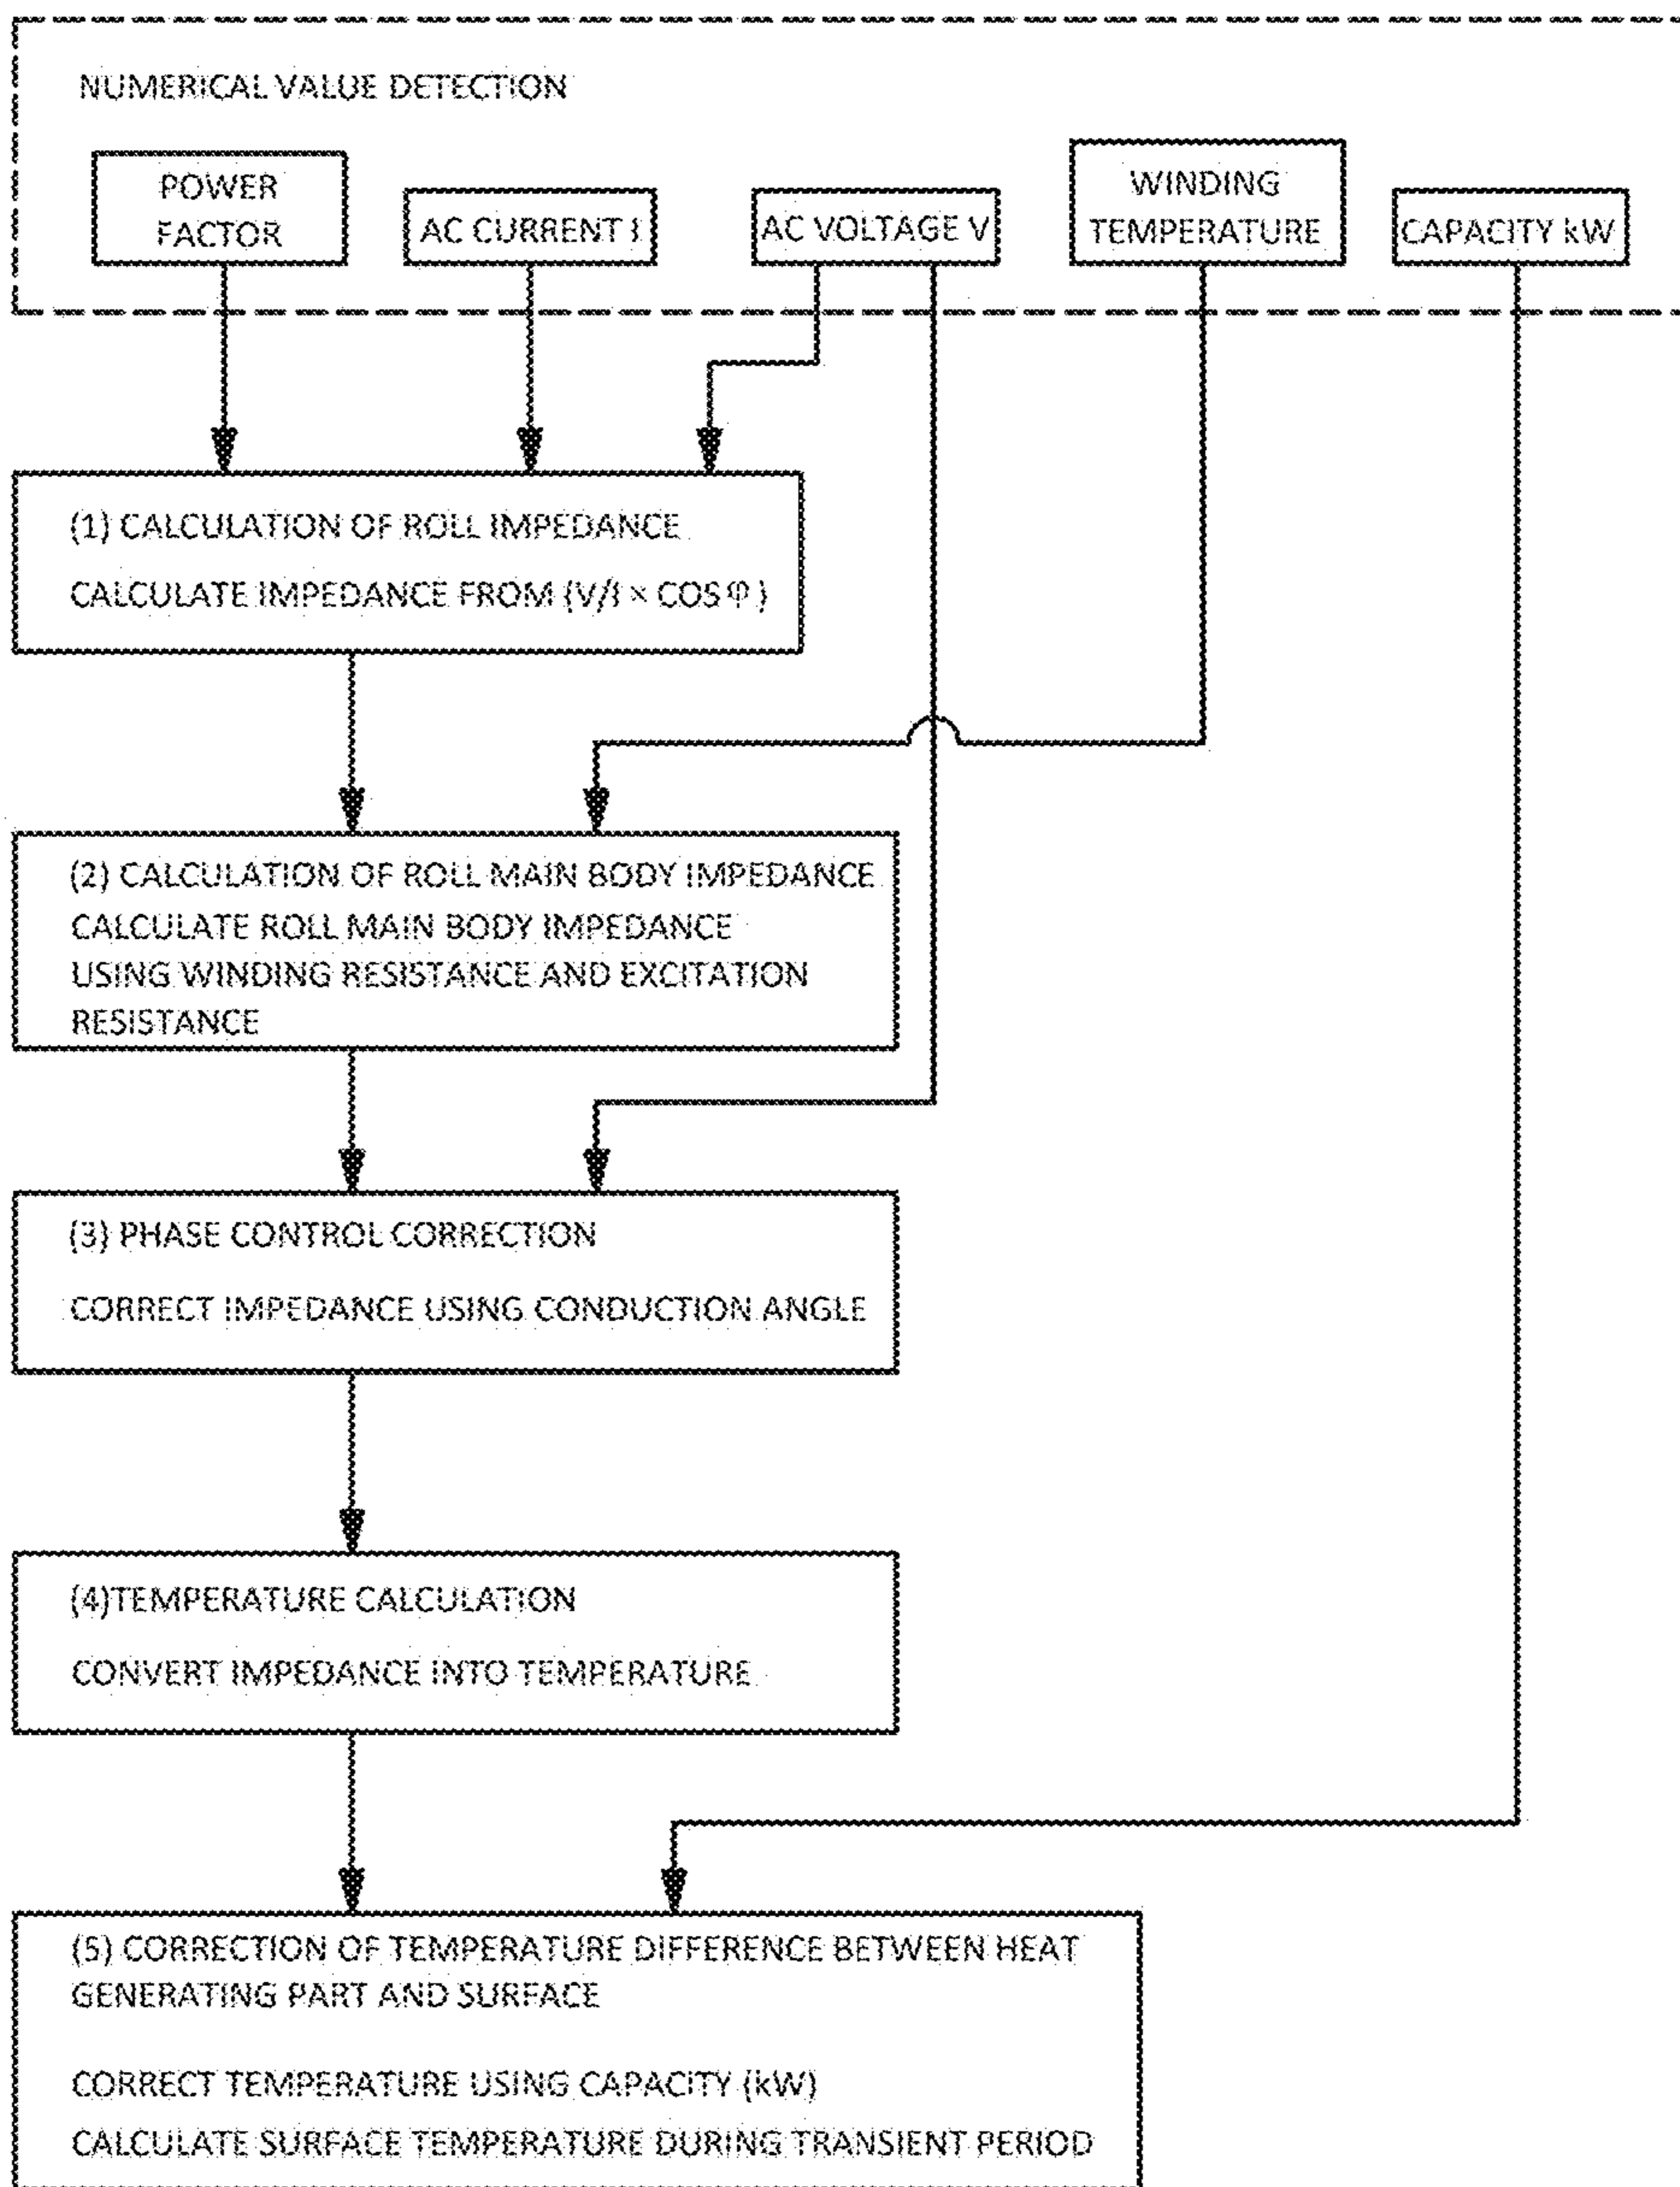 NUMERICAL VALUE DETECTION
POWER
FACTOR
AC CURRENT I
AC VOLTAGE V
WINDING
TEMPERATURE
CAPACITY kW
(1) CALCULATION OF ROLL IMPEDANCE
CALCULATE IMPEDANCE FROM (V/I × COS φ )
(2) CALCULATION OF ROLL MAIN BODY IMPEDANCE
CALCULATE ROLL MAIN BODY IMPEDANCE
USING WINDING RESISTANCE AND EXCITATION
RESISTANCE
(3) PHASE CONTROL CORRECTION
CORRECT IMPEDANCE USING CONDUCTION ANGLE
(4)TEMPERATURE CALCULATION
CONVERT IMPEDANCE INTO TEMPERATURE
(5) CORRECTION OF TEMPERATURE DIFFERENCE BETWEEN HEAT
GENERATING PART AND SURFACE
CORRECT TEMPERATURE USING CAPACITY (kW)
CALCULATE SURFACE TEMPERATURE DURING TRANSIENT PERIOD